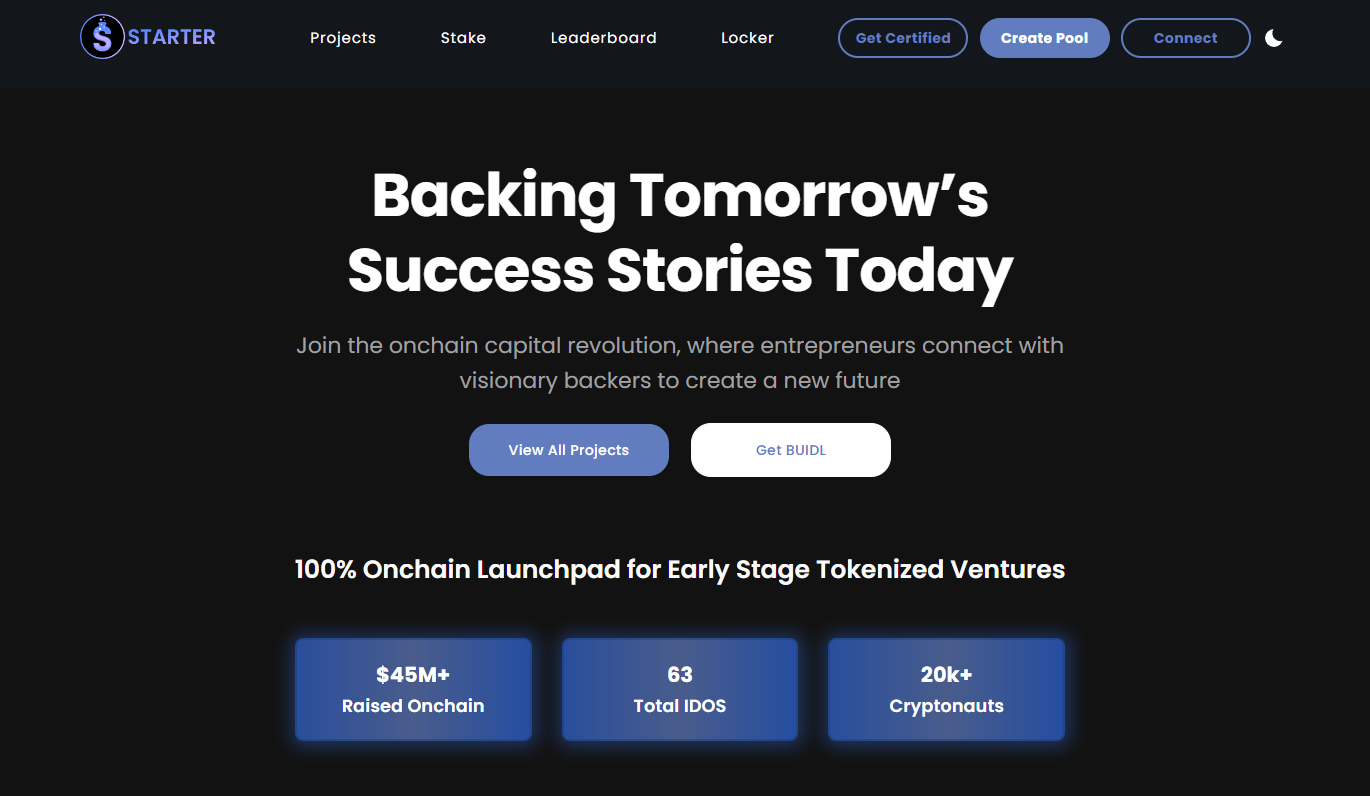 STARTER
Projects
Stake
Leaderboard
Locker
Get Certified
Create Pool
Connect
Backing Tomorrow’s
Success Stories Today
Join the onchain capital revolution, where entrepreneurs connect with
visionary backers to create a new future
View All Projects
Get BUIDL
100% Onchain Launchpad for Early Stage Tokenized Ventures
$45M+
Raised Onchain
63
Total IDOS
20k+
Cryptonauts